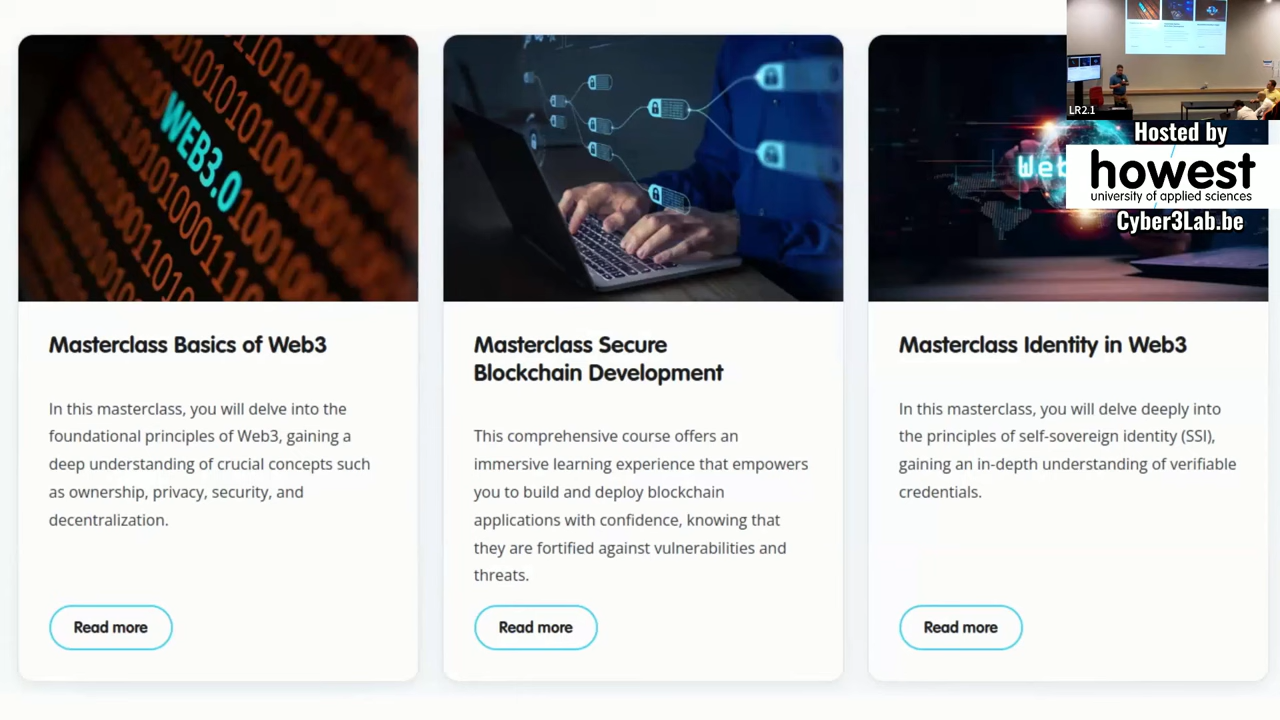 WEB3.0
Web
LR2.1
Hosted by
howest
university of applied sciences
Cyber3Lab.be
Masterclass Basics of Web3
In this masterclass, you will delve into the
foundational principles of Web3, gaining a
deep understanding of crucial concepts such
as ownership, privacy, security, and
decentralization.
Read more
Masterclass Secure
Blockchain Development
This comprehensive course offers an
immersive learning experience that empowers
you to build and deploy blockchain
applications with confidence, knowing that
they are fortified against vulnerabilities and
threats.
Read more
Masterclass Identity in Web3
In this masterclass, you will delve deeply into
the principles of self-sovereign identity (SSI),
gaining an in-depth understanding of verifiable
credentials.
Read more